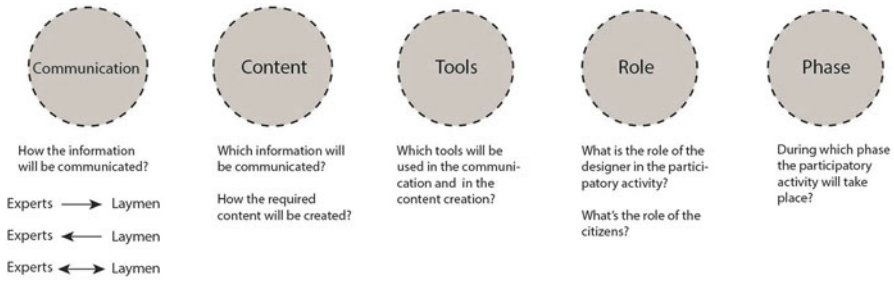 Communication
Content
Tools
Role
Phase
How the information
will be communicated?
Experts Laymen
Experts Laymen
Experts Laymen
Which information will
be communicated?
How the required
content will be created?
Which tools will be
used in the communi-
cation and in the
content creation?
What is the role of the
designer in the partici-
patory activity?
What's the role of the
citizens?
During which phase
the participatory
activity will take
place?